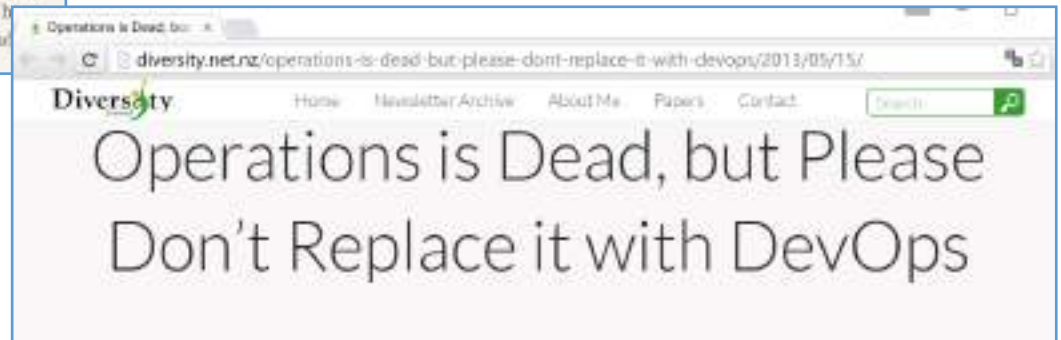 Operations is Dead, but
diversity.net.nz/operations-is-dead-but-please-dont-replace-it-with-devops/2013/05/15/
Diversity
Home Newsletter Archive About Me Papers Contact Search
Operations is Dead, but Please
Don't Replace it with DevOps